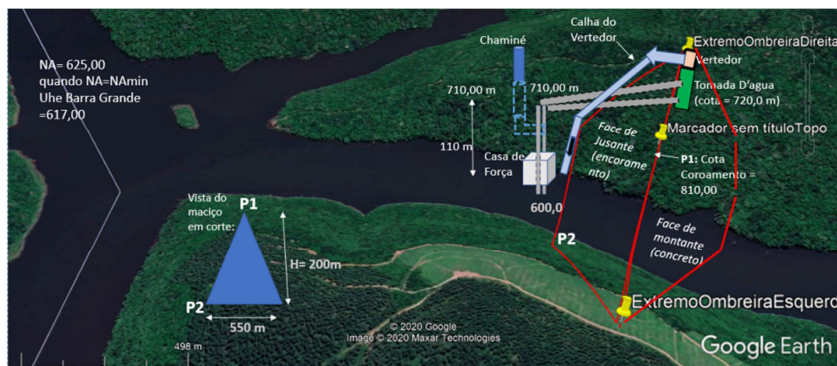 NA= 625,00
quando NA=NAmin
Uhe Barra Grande
=617,00
Chaminé
Calha do
Vertedor
ExtremoOmbreiraDireita
Vertedor
710,00 m
710,00 m
Tomada D'agua
(cota = 720,0 m)
Marcador sem títuloTopo
110 m
Casa de
Força
Face de
Jusante
(enrocame
nto)
P1: Cota
Coroamento =
810,00
600,0
P2
Face de
montante
(concreto)
Vista do
maciço
em corte:
P1
H= 200m
P2
550 m
ExtremoOmbreiraEsquerd
© 2020 Google
Image © 2020 Maxar Technologies
498 m
Google Earth